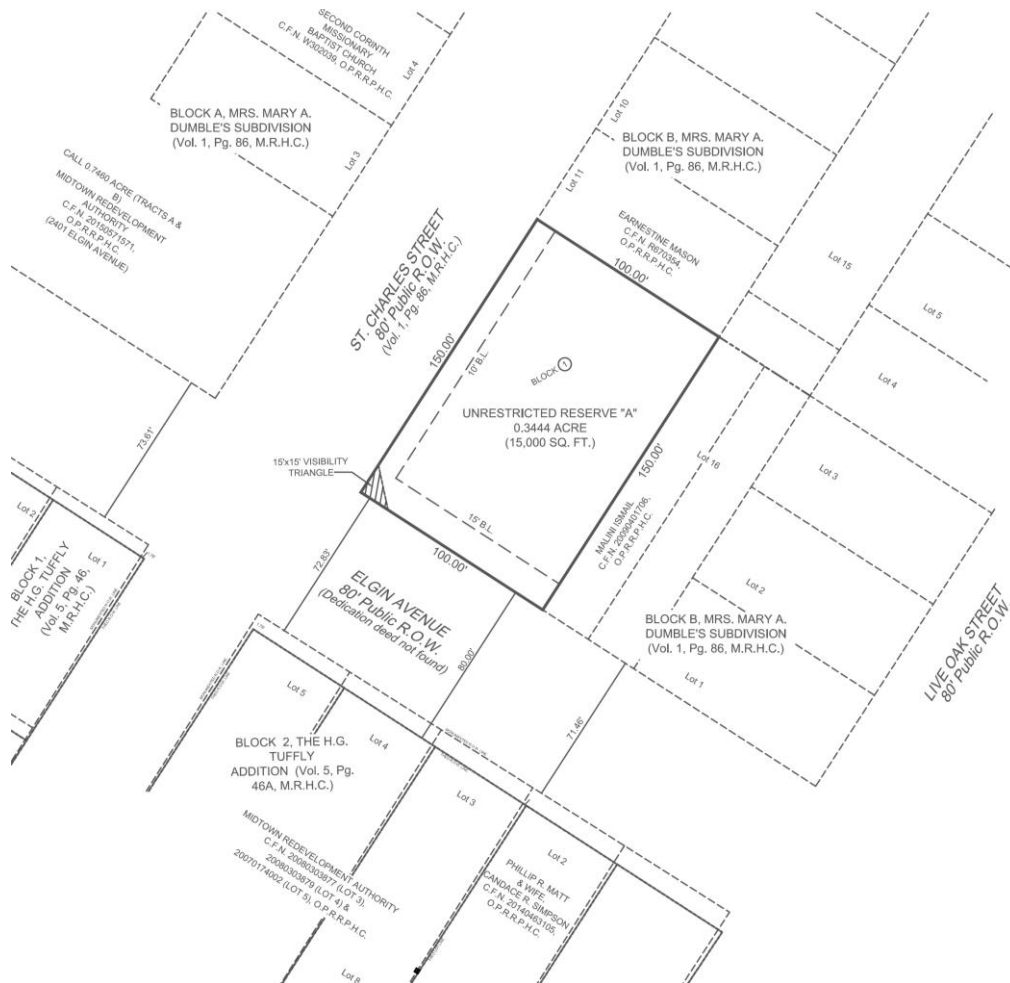 SECOND CORINTH
MISSIONARY
BAPTIST CHURCH
C.F.N. W302039, O.P.R.R.P.H.C.
Lot 4
BLOCK A, MRS. MARY A.
DUMBLE'S SUBDIVISION
(Vol. 1, Pg. 86, M.R.H.C.)
Lot 3
CALL 0.7460 ACRE (TRACTS A &
B)
MIDTOWN REDEVELOPMENT
AUTHORITY
C.F.N. 20150571571,
O.P.R.R.P.H.C.
(2401 ELGIN AVENUE)
Lot 10
BLOCK B, MRS. MARY A.
DUMBLE'S SUBDIVISION
(Vol. 1, Pg. 86, M.R.H.C.)
Lot 11
EARNESTINE MASON
C.F.N. R670354,
O.P.R.R.P.H.C.
Lot 15
Lot 5
Lot 4
ST. CHARLES STREET
80' Public R.O.W.
(Vol. 1, Pg. 86, M.R.H.C.)
100.00'
150.00'
10' B.L.
BLOCK 1
UNRESTRICTED RESERVE "A"
0.3444 ACRE
(15,000 SQ. FT.)
150.00'
15'x15' VISIBILITY
TRIANGLE
15' B.L.
100.00'
Lot 16
Lot 3
MALINI ISMAIL
C.F.N. 20090401706,
O.P.R.R.P.H.C.
Lot 2
BLOCK B, MRS. MARY A.
DUMBLE'S SUBDIVISION
(Vol. 1, Pg. 86, M.R.H.C.)
Lot 1
LIVE OAK STREET
80' Public R.O.W.
73.61'
72.83'
ELGIN AVENUE
80' Public R.O.W.
(Dedication deed not found)
80.00'
71.46'
Lot 2
Lot 1
BLOCK 1,
THE H.G. TUFFLY
ADDITION
(Vol. 5, Pg. 46,
M.R.H.C.)
Lot 5
Lot 4
BLOCK 2, THE H.G.
TUFFLY
ADDITION (Vol. 5, Pg.
46A, M.R.H.C.)
Lot 3
Lot 2
MIDTOWN REDEVELOPMENT AUTHORITY
C.F.N. 20080303877 (LOT 3),
20080303879 (LOT 4) &
20070174002 (LOT 5), O.P.R.R.P.H.C.
PHILLIP R. MATT
& WIFE,
CANDACE R. SIMPSON
C.F.N. 20140463105,
O.P.R.R.P.H.C.
Lot 8